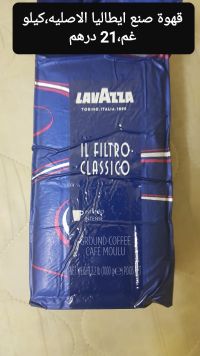 قهوة صنع ايطاليا الاصليه،كيلو
غم،21 درهم
LAVAZZA
TORINO, ITALIA, 1895
IL FILTRO
CLASSICO
INTENSE
GROUND COFFEE
CAFÉ MOULU